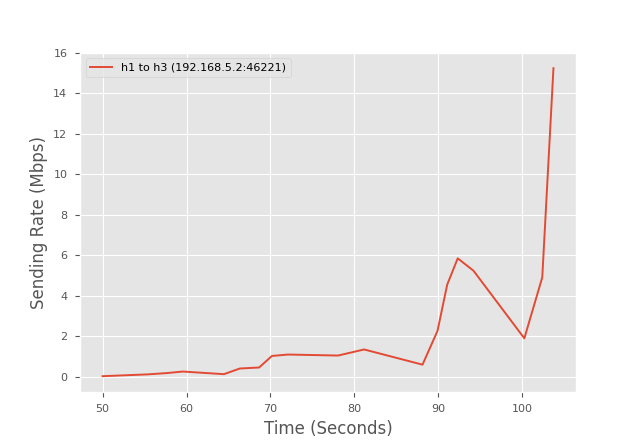 h1 to h3 (192.168.5.2:46221)
16
14
12
10
8
6
4
2
0
Sending Rate (Mbps)
50 60 70 80 90 100
Time (Seconds)